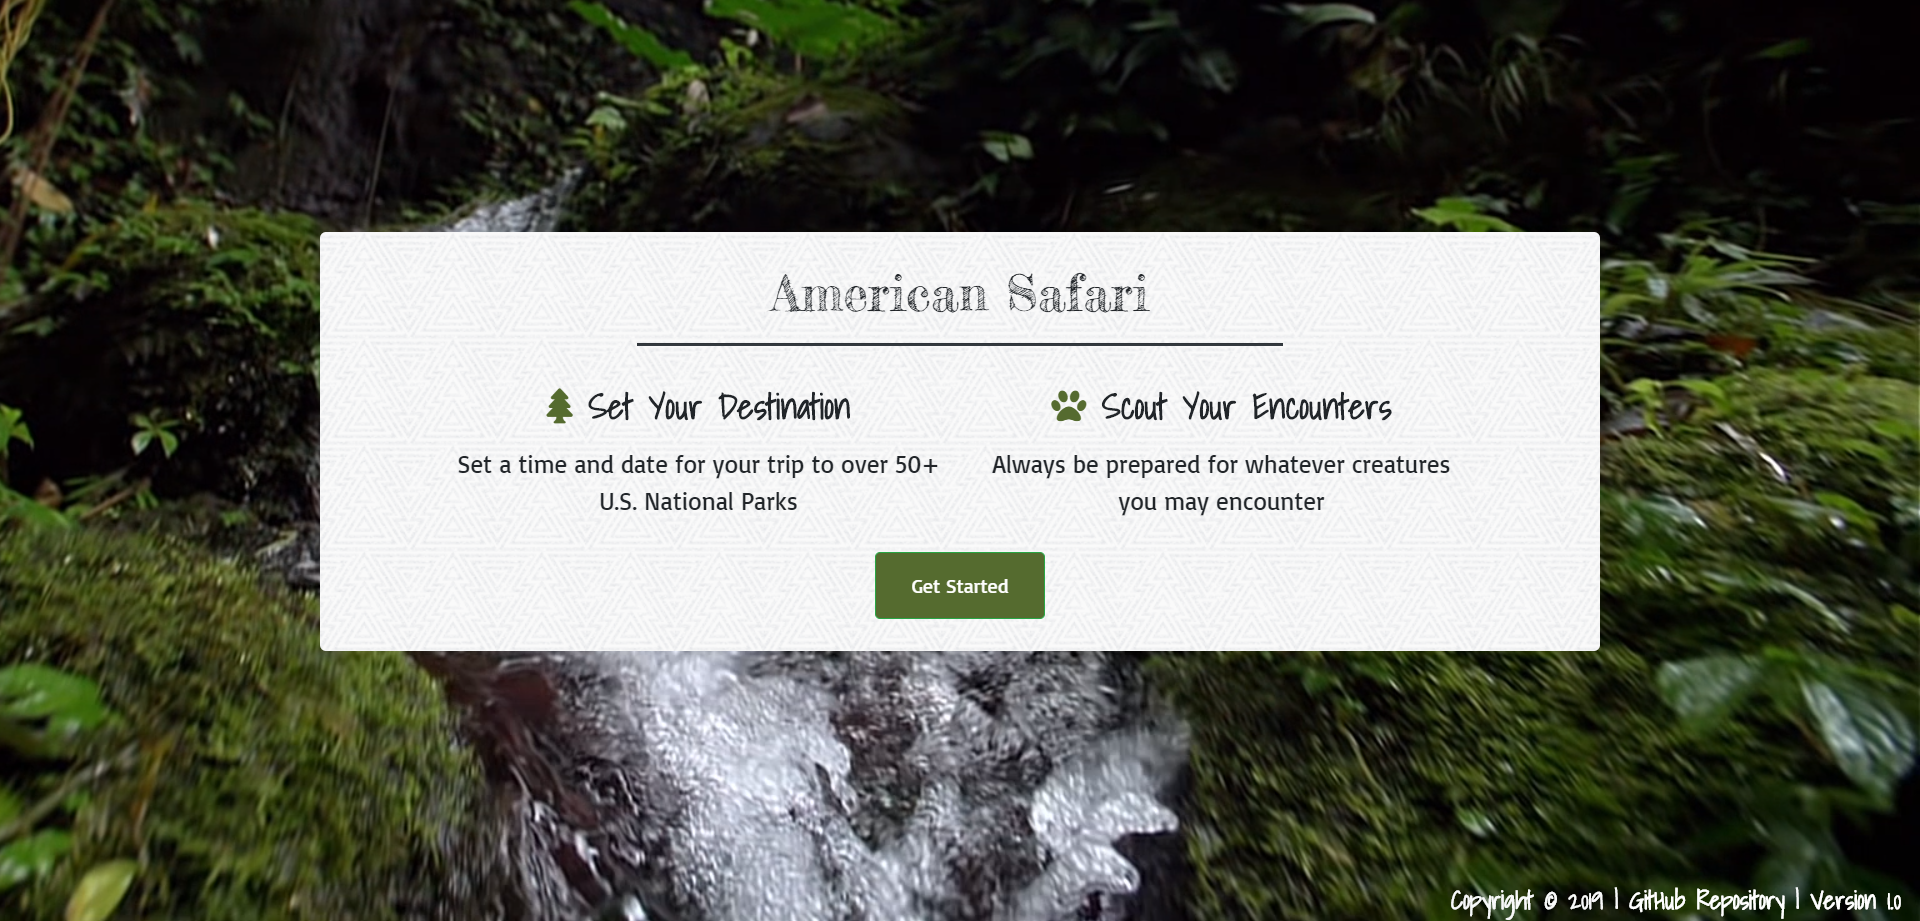 American Safari
Set Your Destination
Set a time and date for your trip to over 50+
U.S. National Parks
Scout Your Encounters
Always be prepared for whatever creatures
you may encounter
Get Started
Copyright © 2019 | GitHub Repository | Version 1.0